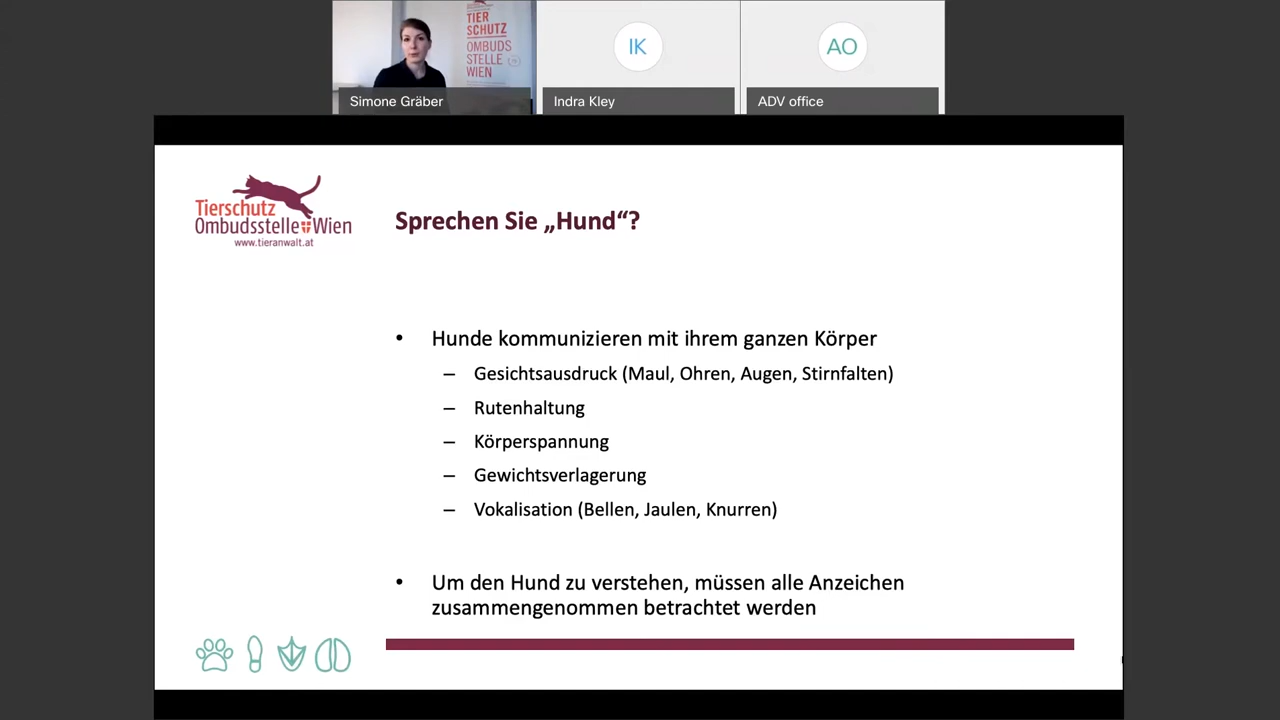 TIER
SCHUTZ
OMBUDS
STELLE
WIEN
IK
AO
Simone Gräber
Indra Kley
ADV office
Tierschutz
Ombudsstelle Wien
www.tieranwalt.at
Sprechen Sie „Hund“?
• Hunde kommunizieren mit ihrem ganzen Körper
– Gesichtsausdruck (Maul, Ohren, Augen, Stirnfalten)
– Rutenhaltung
– Körperspannung
– Gewichtsverlagerung
– Vokalisation (Bellen, Jaulen, Knurren)
• Um den Hund zu verstehen, müssen alle Anzeichen
zusammengenommen betrachtet werden